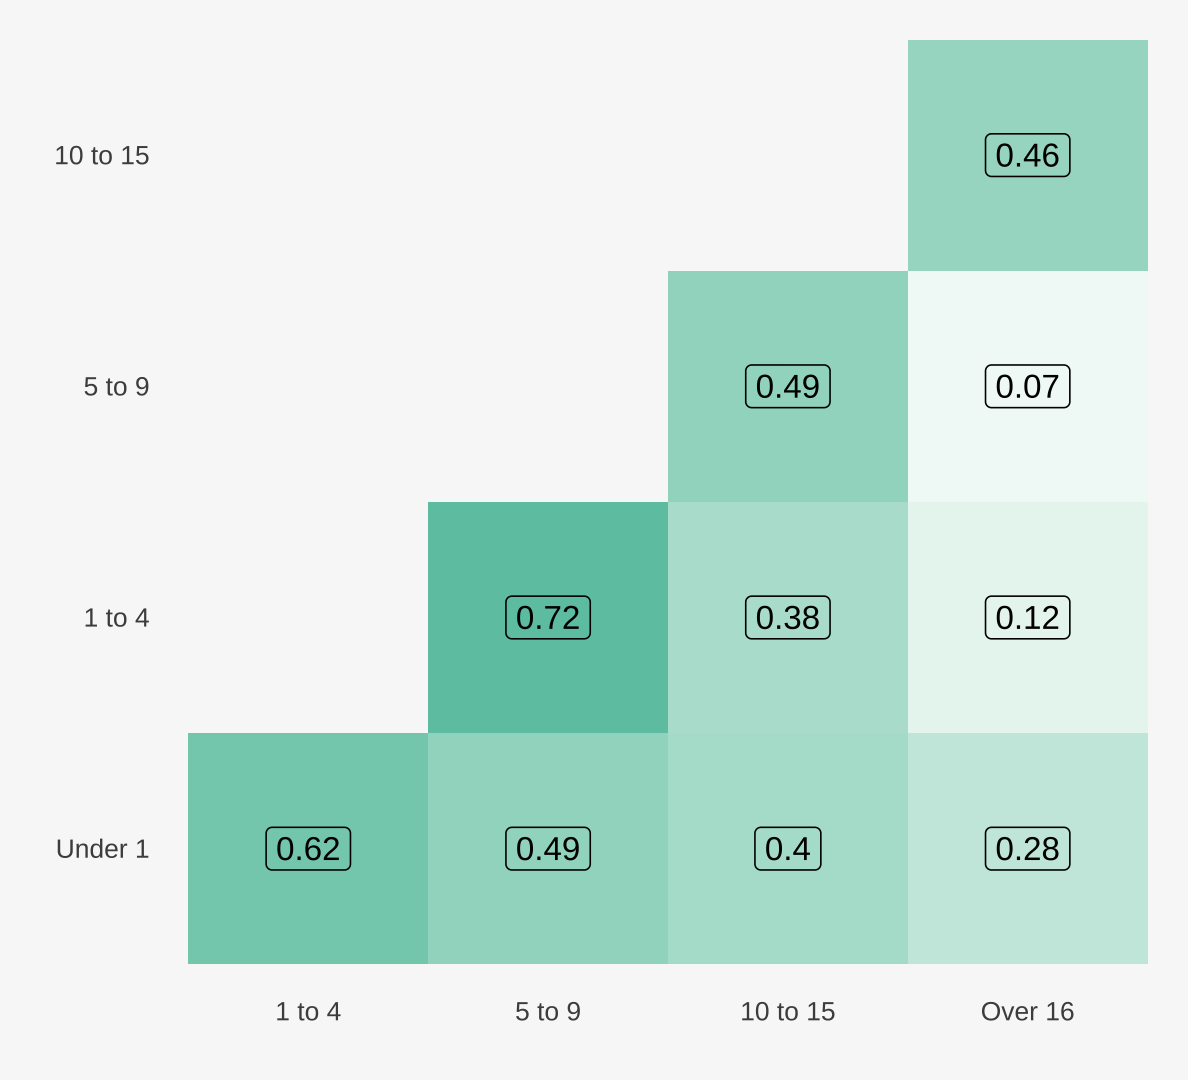 10 to 15 0.46
5 to 9 0.49 0.07
1 to 4 0.72 0.38 0.12
Under 1 0.62 0.49 0.4 0.28
1 to 4 5 to 9 10 to 15 Over 16